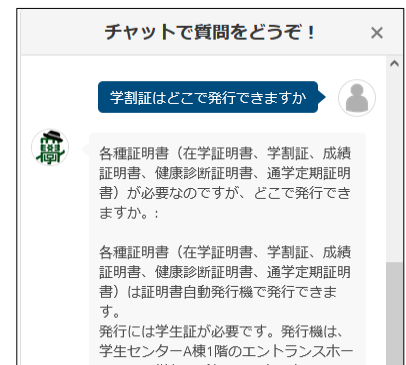 チャットで質問をどうぞ！
×
学割証はどこで発行できますか
各種証明書（在学証明書、学割証、成績
証明書、健康診断証明書、通学定期証明
書）が必要なのですが、どこで発行でき
ますか。:
各種証明書（在学証明書、学割証、成績
証明書、健康診断証明書、通学定期証明
書）は証明書自動発行機で発行できま
す。
発行には学生証が必要です。発行機は、
学生センターA棟1階のエントランスホー